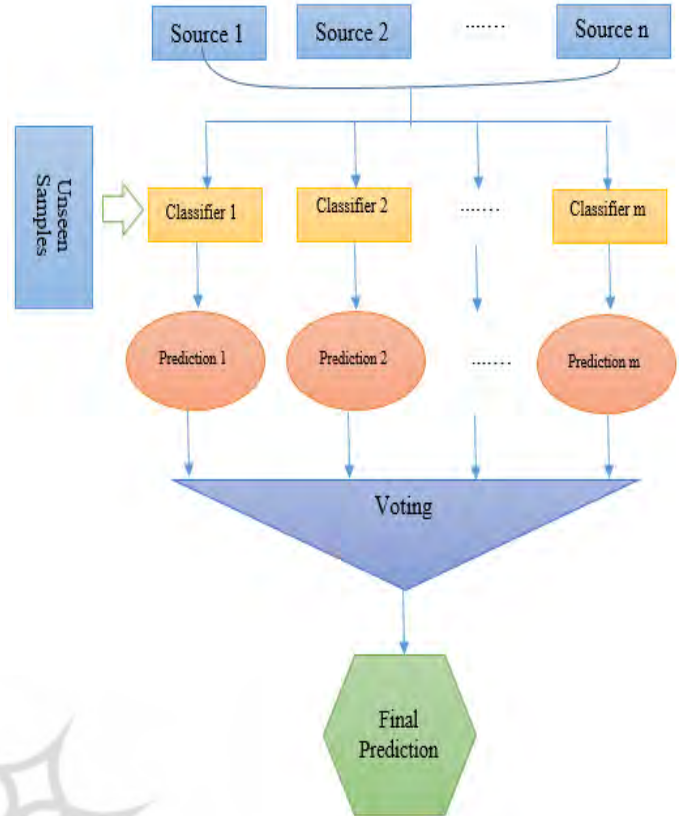 Source 1
Source 2
.......
Source n
Unseen
Samples
Classifier 1
Classifier 2
.......
Classifier m
Prediction 1
Prediction 2
.......
Prediction m
Voting
Final
Prediction